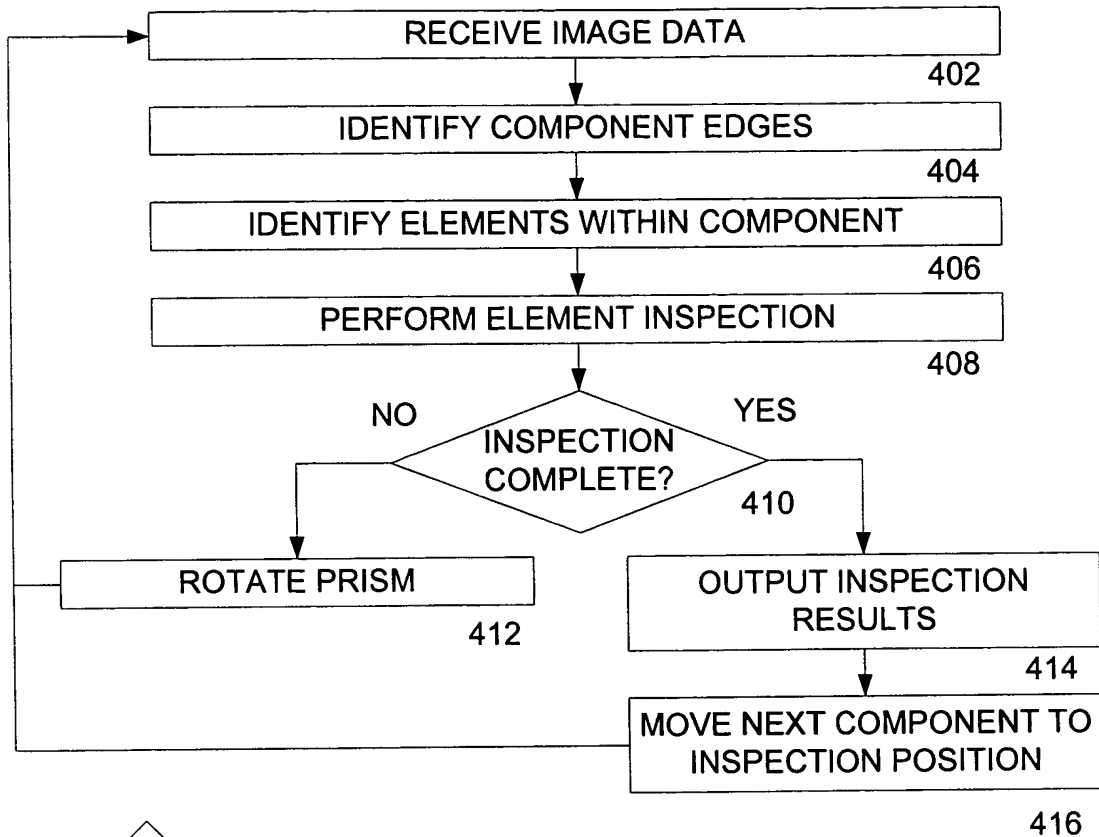 RECEIVE IMAGE DATA
402
IDENTIFY COMPONENT EDGES
404
IDENTIFY ELEMENTS WITHIN COMPONENT
406
PERFORM ELEMENT INSPECTION
408
NO
YES
INSPECTION
COMPLETE?
410
ROTATE PRISM
412
OUTPUT INSPECTION
RESULTS
414
MOVE NEXT COMPONENT TO
INSPECTION POSITION
416